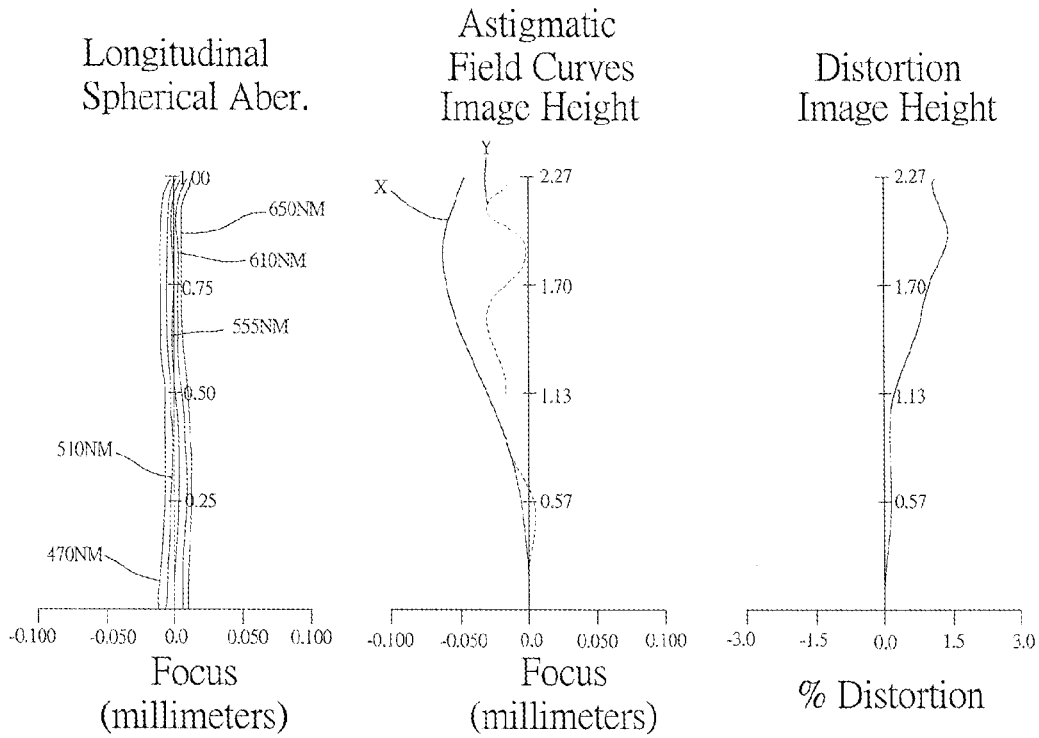 Longitudinal
Spherical Aber.
1.00
650NM
610NM
0.75
555NM
0.50
510NM
0.25
470NM
-0.100 -0.050 0.0 0.050 0.100
Focus
(millimeters)
Astigmatic
Field Curves
Image Height
Y
X
2.27
1.70
1.13
0.57
-0.100 -0.050 0.0 0.050 0.100
Focus
(millimeters)
Distortion
Image Height
2.27
1.70
1.13
0.57
-3.0 -1.5 0.0 1.5 3.0
% Distortion